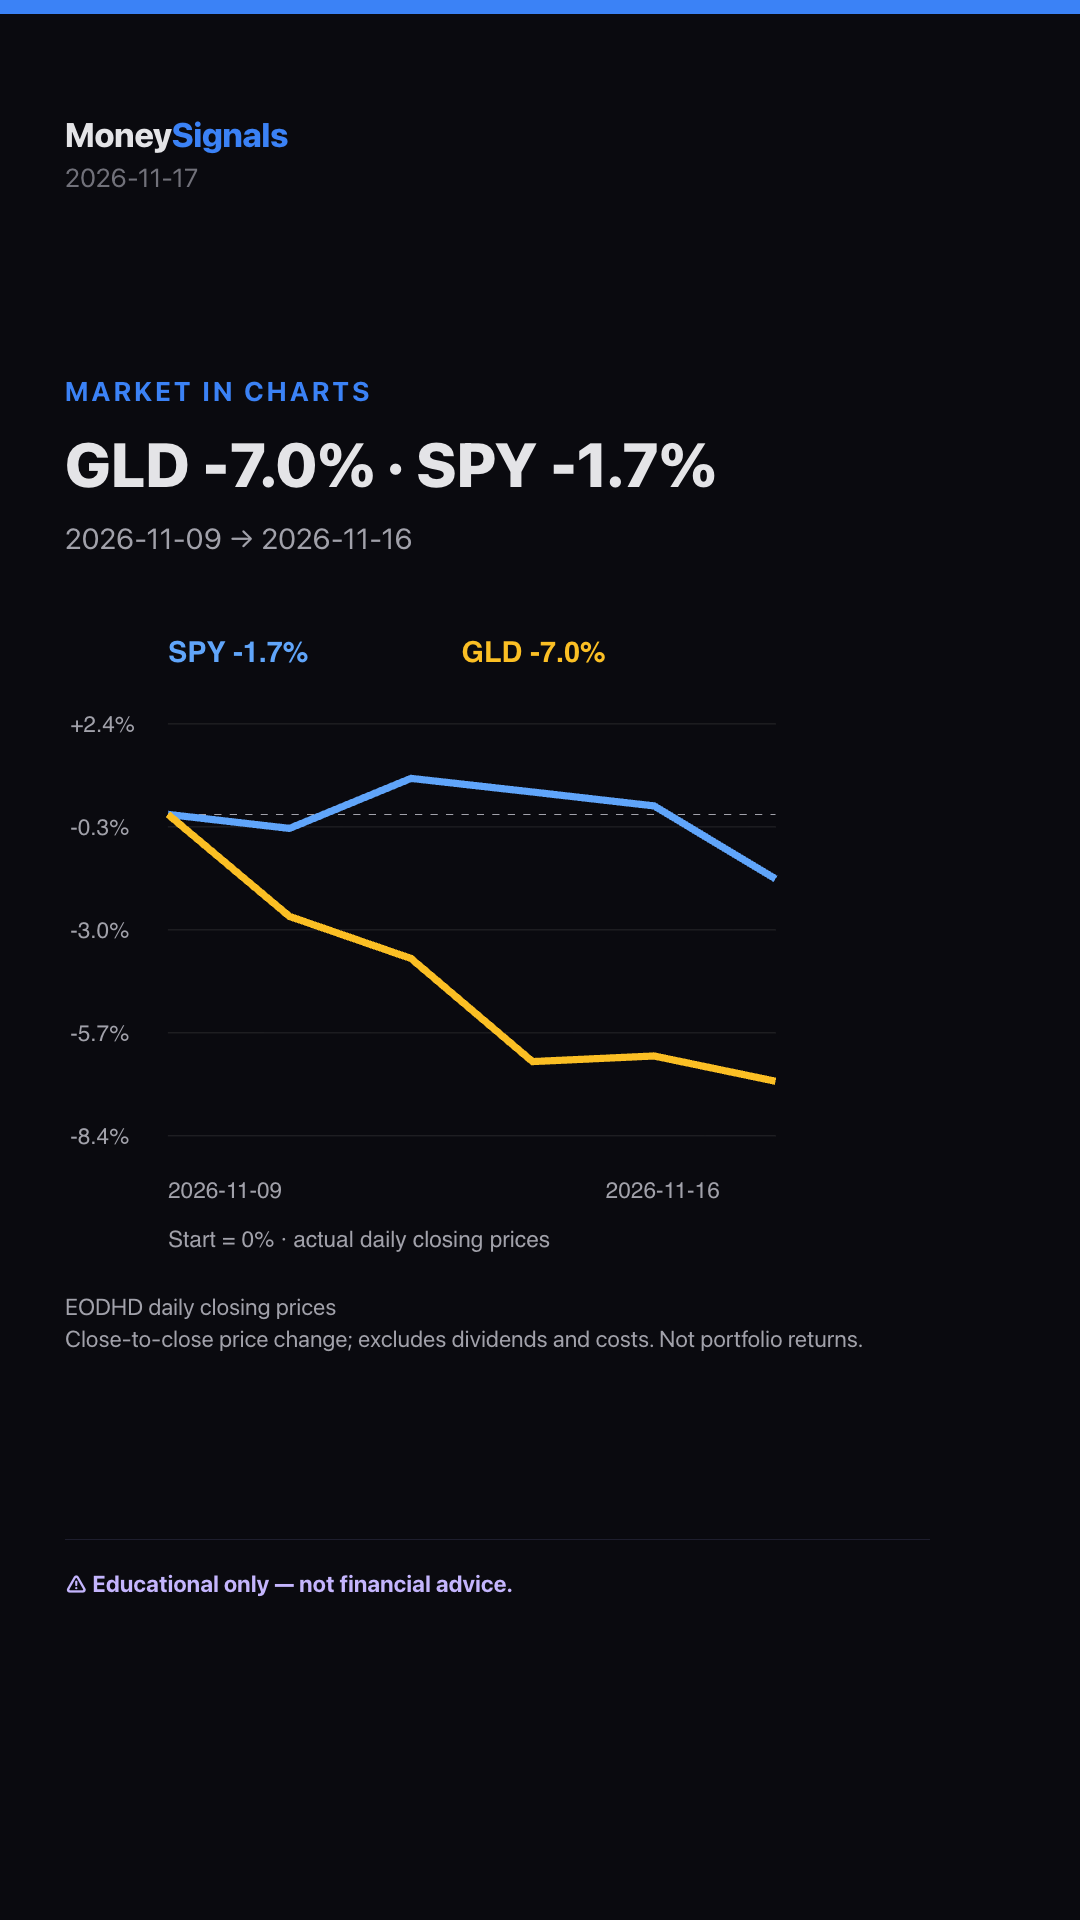 MoneySignals
2026-11-17
MARKET IN CHARTS
GLD -7.0% · SPY -1.7%
2026-11-09 → 2026-11-16
SPY -1.7% GLD -7.0%
+2.4%
-0.3%
-3.0%
-5.7%
-8.4%
2026-11-09 2026-11-16
Start = 0% · actual daily closing prices
EODHD daily closing prices
Close-to-close price change; excludes dividends and costs. Not portfolio returns.
⚠ Educational only — not financial advice.